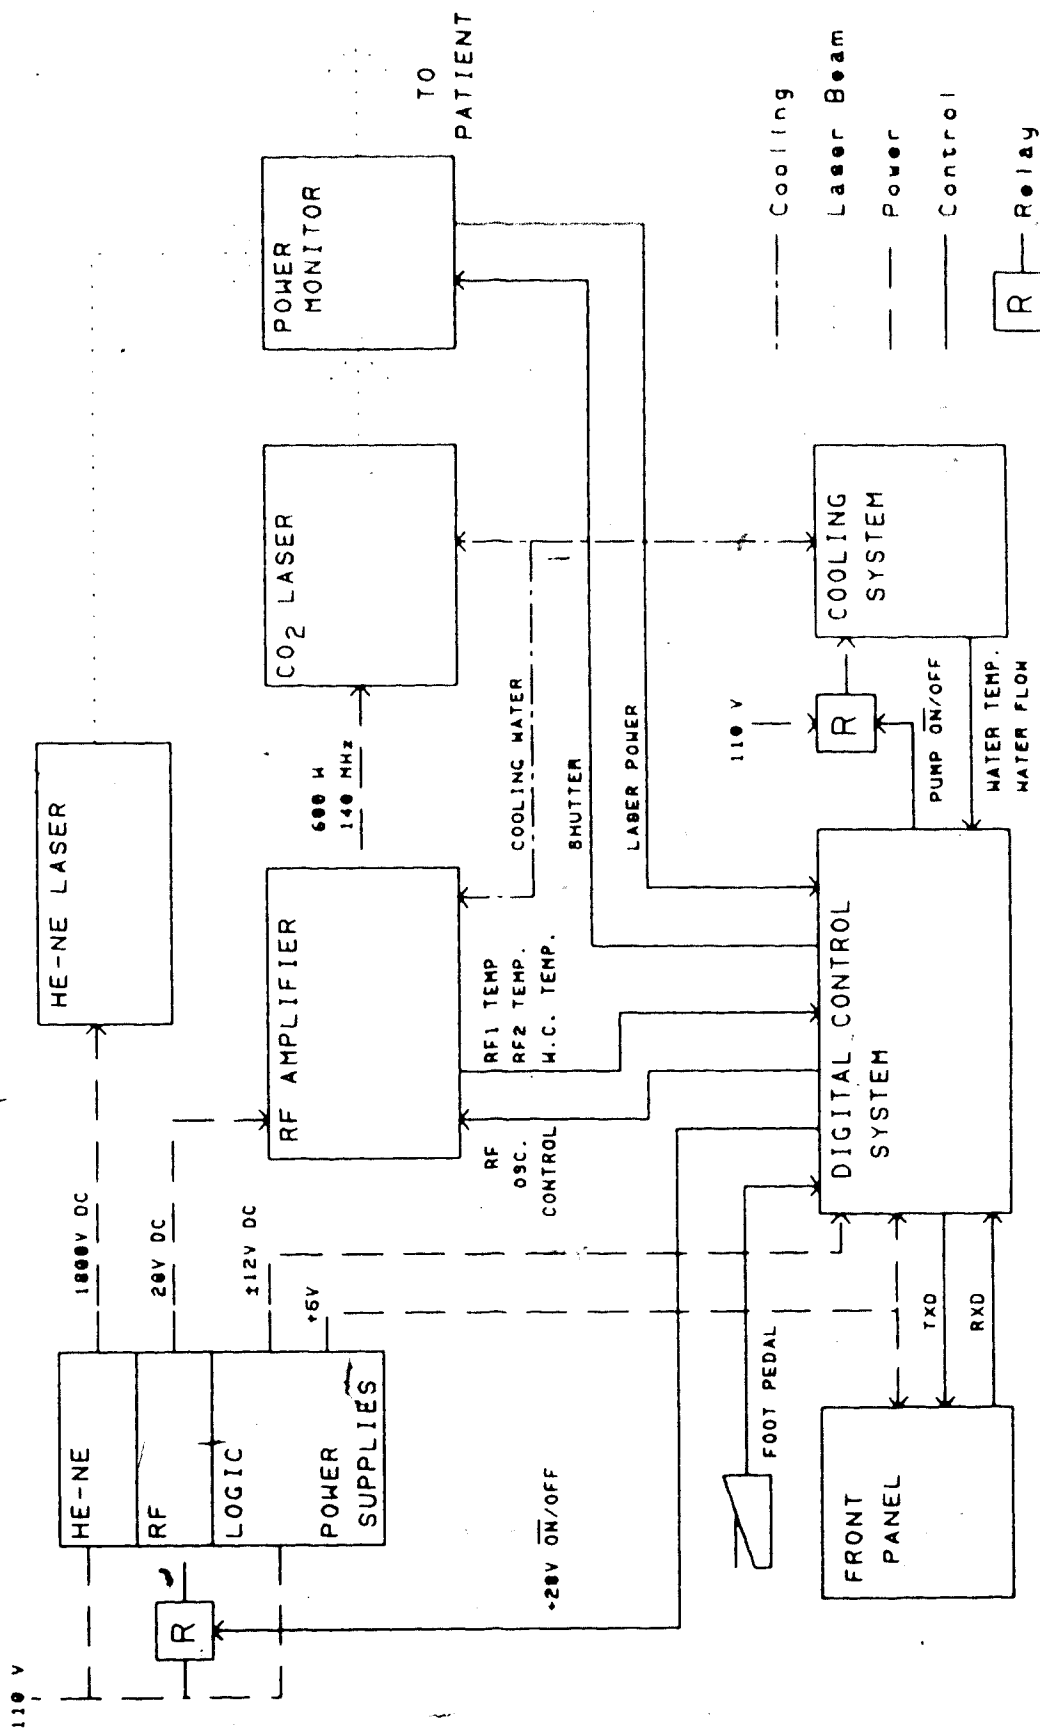 110 V
HE-NE
RF
LOGIC
POWER
SUPPLIES
R
1800V DC
28V DC
±12V DC
+5V
HE-NE LASER
RF AMPLIFIER
600 W
140 MHz
CO2 LASER
POWER
MONITOR
TO
PATIENT
RF
OSC.
CONTROL
RF1 TEMP
RF2 TEMP.
W.C. TEMP.
COOLING WATER
SHUTTER
LASER POWER
+28V O̅N̅/OFF
FOOT PEDAL
FRONT
PANEL
TXD
RXD
DIGITAL CONTROL
SYSTEM
110 V
R
PUMP O̅N̅/OFF
WATER TEMP.
WATER FLOW
COOLING
SYSTEM
Cooling
Laser Beam
Power
Control
R Relay